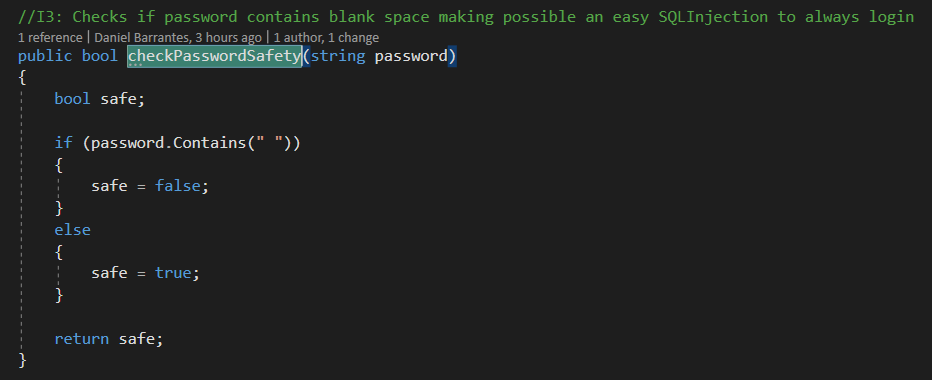 //I3: Checks if password contains blank space making possible an easy SQLInjection to always login
1 reference | Daniel Barrantes, 3 hours ago | 1 author, 1 change
public bool checkPasswordSafety(string password)
{
bool safe;
if (password.Contains(" "))
{
safe = false;
}
else
{
safe = true;
}
return safe;
}